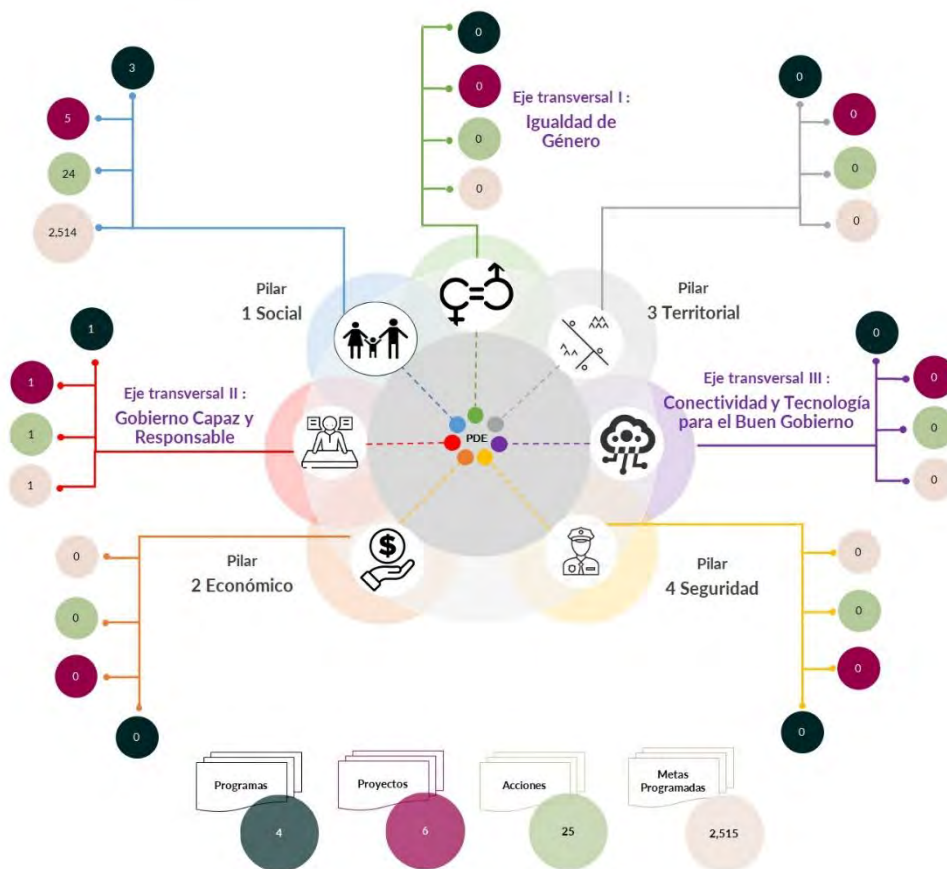 0
3
0
Eje transversal I :
Igualdad de
Género
0
0
5
0
0
24
0
0
2,514
0
Pilar
1 Social
Pilar
3 Territorial
1
0
1
Eje transversal II :
Gobierno Capaz y
Responsable
1
1
Eje transversal III :
Conectividad y Tecnología
para el Buen Gobierno
0
0
0
PDE
$
Pilar
2 Económico
0
0
0
0
Pilar
4 Seguridad
0
0
0
0
Programas
4
Proyectos
6
Acciones
25
Metas
Programadas
2,515